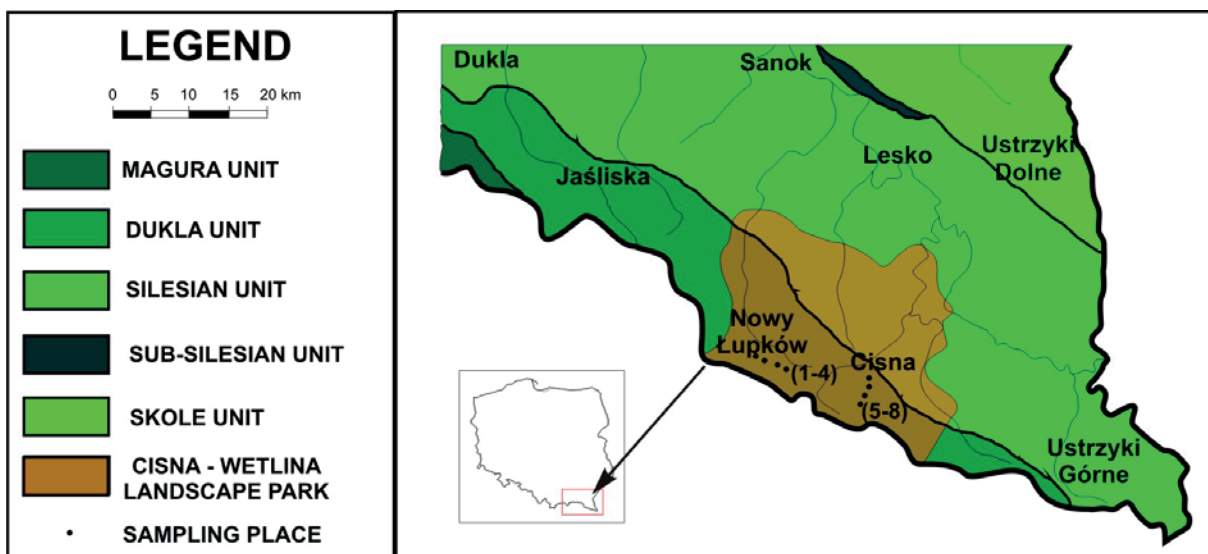 LEGEND
0 5 10 20 km
MAGURA UNIT
DUKLA UNIT
SILESIAN UNIT
SUB-SILESIAN UNIT
SKOLE UNIT
CISNA - WETLINA
LANDSCAPE PARK
SAMPLING PLACE
Dukla
Sanok
Jaśliska
Lesko
Ustrzyki
Dolne
Nowy
Łupków
(1-4)
Cisna
(5-8)
Ustrzyki
Górne